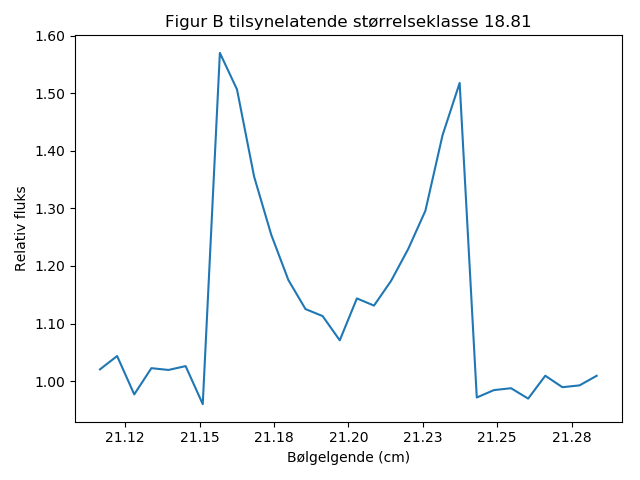 Figur B tilsynelatende størrelseklasse 18.81
1.60
1.50
1.40
1.30
1.20
1.10
1.00
Relativ fluks
21.12 21.15 21.18 21.20 21.23 21.25 21.28
Bølgelgende (cm)